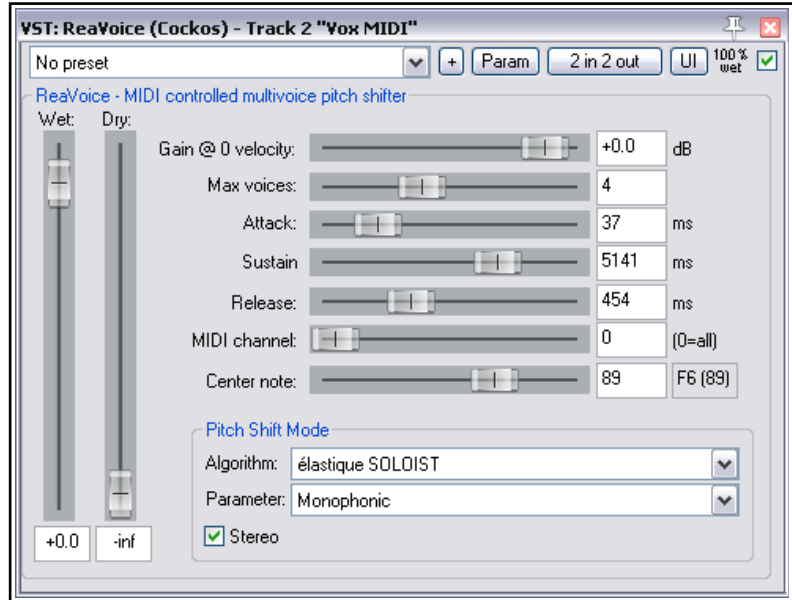 VST: ReaVoice (Cockos) - Track 2 "Vox MIDI"
No preset + Param 2 in 2 out UI 100% wet
ReaVoice - MIDI controlled multivoice pitch shifter
Wet: Dry:
Gain @ 0 velocity: +0.0 dB
Max voices: 4
Attack: 37 ms
Sustain 5141 ms
Release: 454 ms
MIDI channel: 0 (0=all)
Center note: 89 F6 (89)
Pitch Shift Mode
Algorithm: élastique SOLOIST
Parameter: Monophonic
Stereo
+0.0 -inf